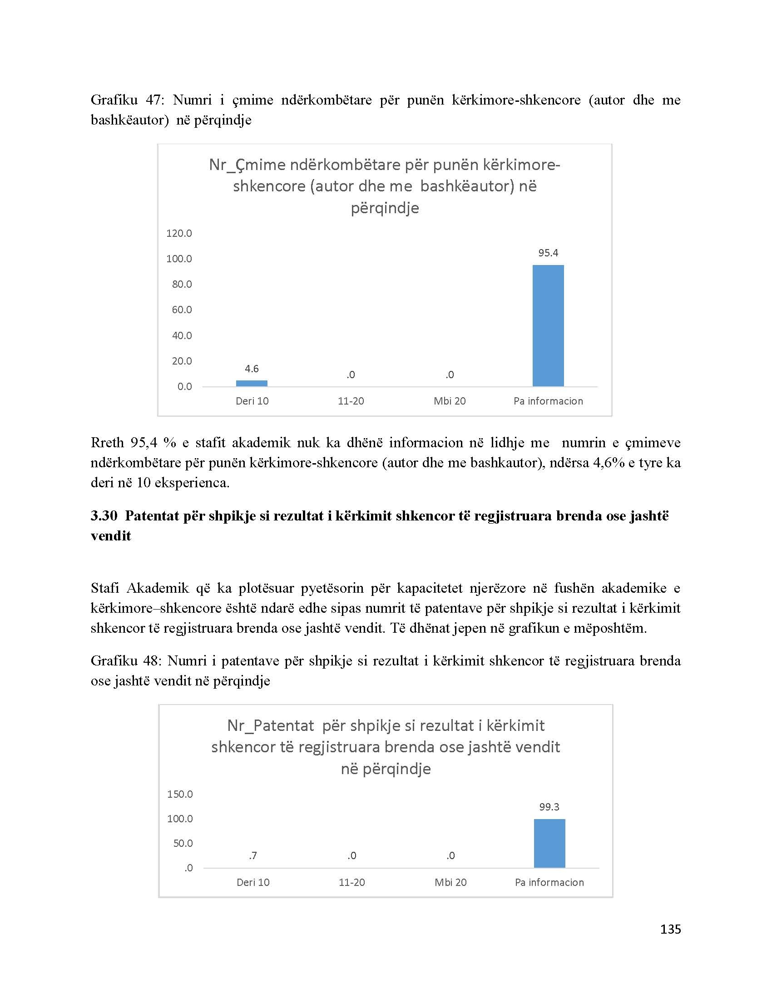 Grafiku 47: Numri i çmime ndërkombëtare për punën kërkimore-shkencore (autor dhe me
bashkëautor) në përqindje
Nr_Çmime ndërkombëtare për punën kërkimore-
shkencore (autor dhe me bashkëautor) në
përqindje
120.0
100.0
80.0
60.0
40.0
20.0
0.0
4.6
.0
.0
95.4
Deri 10
11-20
Mbi 20
Pa informacion
Rreth 95,4 % e stafit akademik nuk ka dhënë informacion në lidhje me numrin e çmimeve
ndërkombëtare për punën kërkimore-shkencore (autor dhe me bashkautor), ndërsa 4,6% e tyre ka
deri në 10 eksperienca.
3.30 Patentat për shpikje si rezultat i kërkimit shkencor të regjistruara brenda ose jashtë
vendit
Stafi Akademik që ka plotësuar pyetësorin për kapacitetet njerëzore në fushën akademike e
kërkimore–shkencore është ndarë edhe sipas numrit të patentave për shpikje si rezultat i kërkimit
shkencor të regjistruara brenda ose jashtë vendit. Të dhënat jepen në grafikun e mëposhtëm.
Grafiku 48: Numri i patentave për shpikje si rezultat i kërkimit shkencor të regjistruara brenda
ose jashtë vendit në përqindje
Nr_Patentat për shpikje si rezultat i kërkimit
shkencor të regjistruara brenda ose jashtë vendit
në përqindje
150.0
100.0
50.0
.0
.7
.0
.0
99.3
Deri 10
11-20
Mbi 20
Pa informacion
135